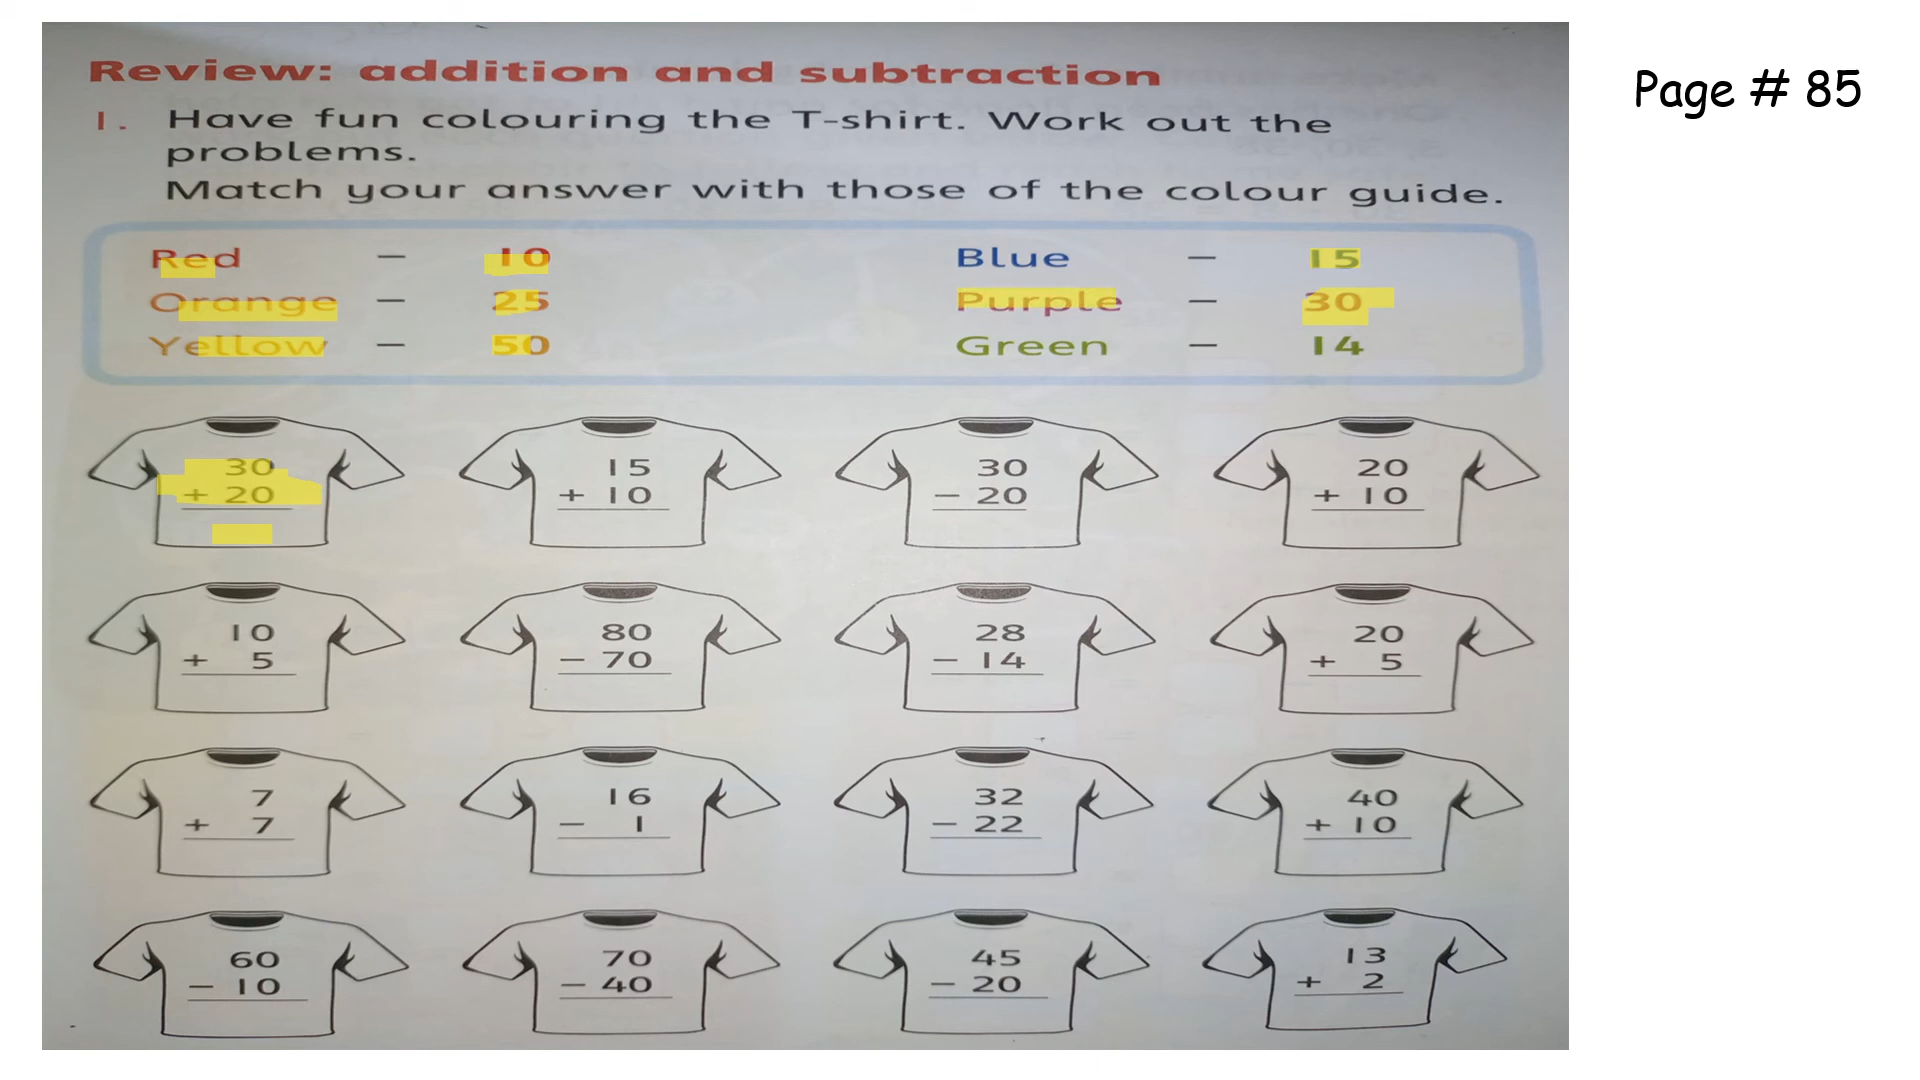 Page # 85
Review: addition and subtraction
1. Have fun colouring the T-shirt. Work out the
problems.
Match your answer with those of the colour guide.
Red – 10 Blue – 15
Orange – 25 Purple – 30
Yellow – 50 Green – 14
30 15 30 20
+ 20 + 10 – 20 + 10
10 80 28 20
+ 5 – 70 – 14 + 5
7 16 32 40
+ 7 – 1 – 22 + 10
60 70 45 13
– 10 – 40 – 20 + 2